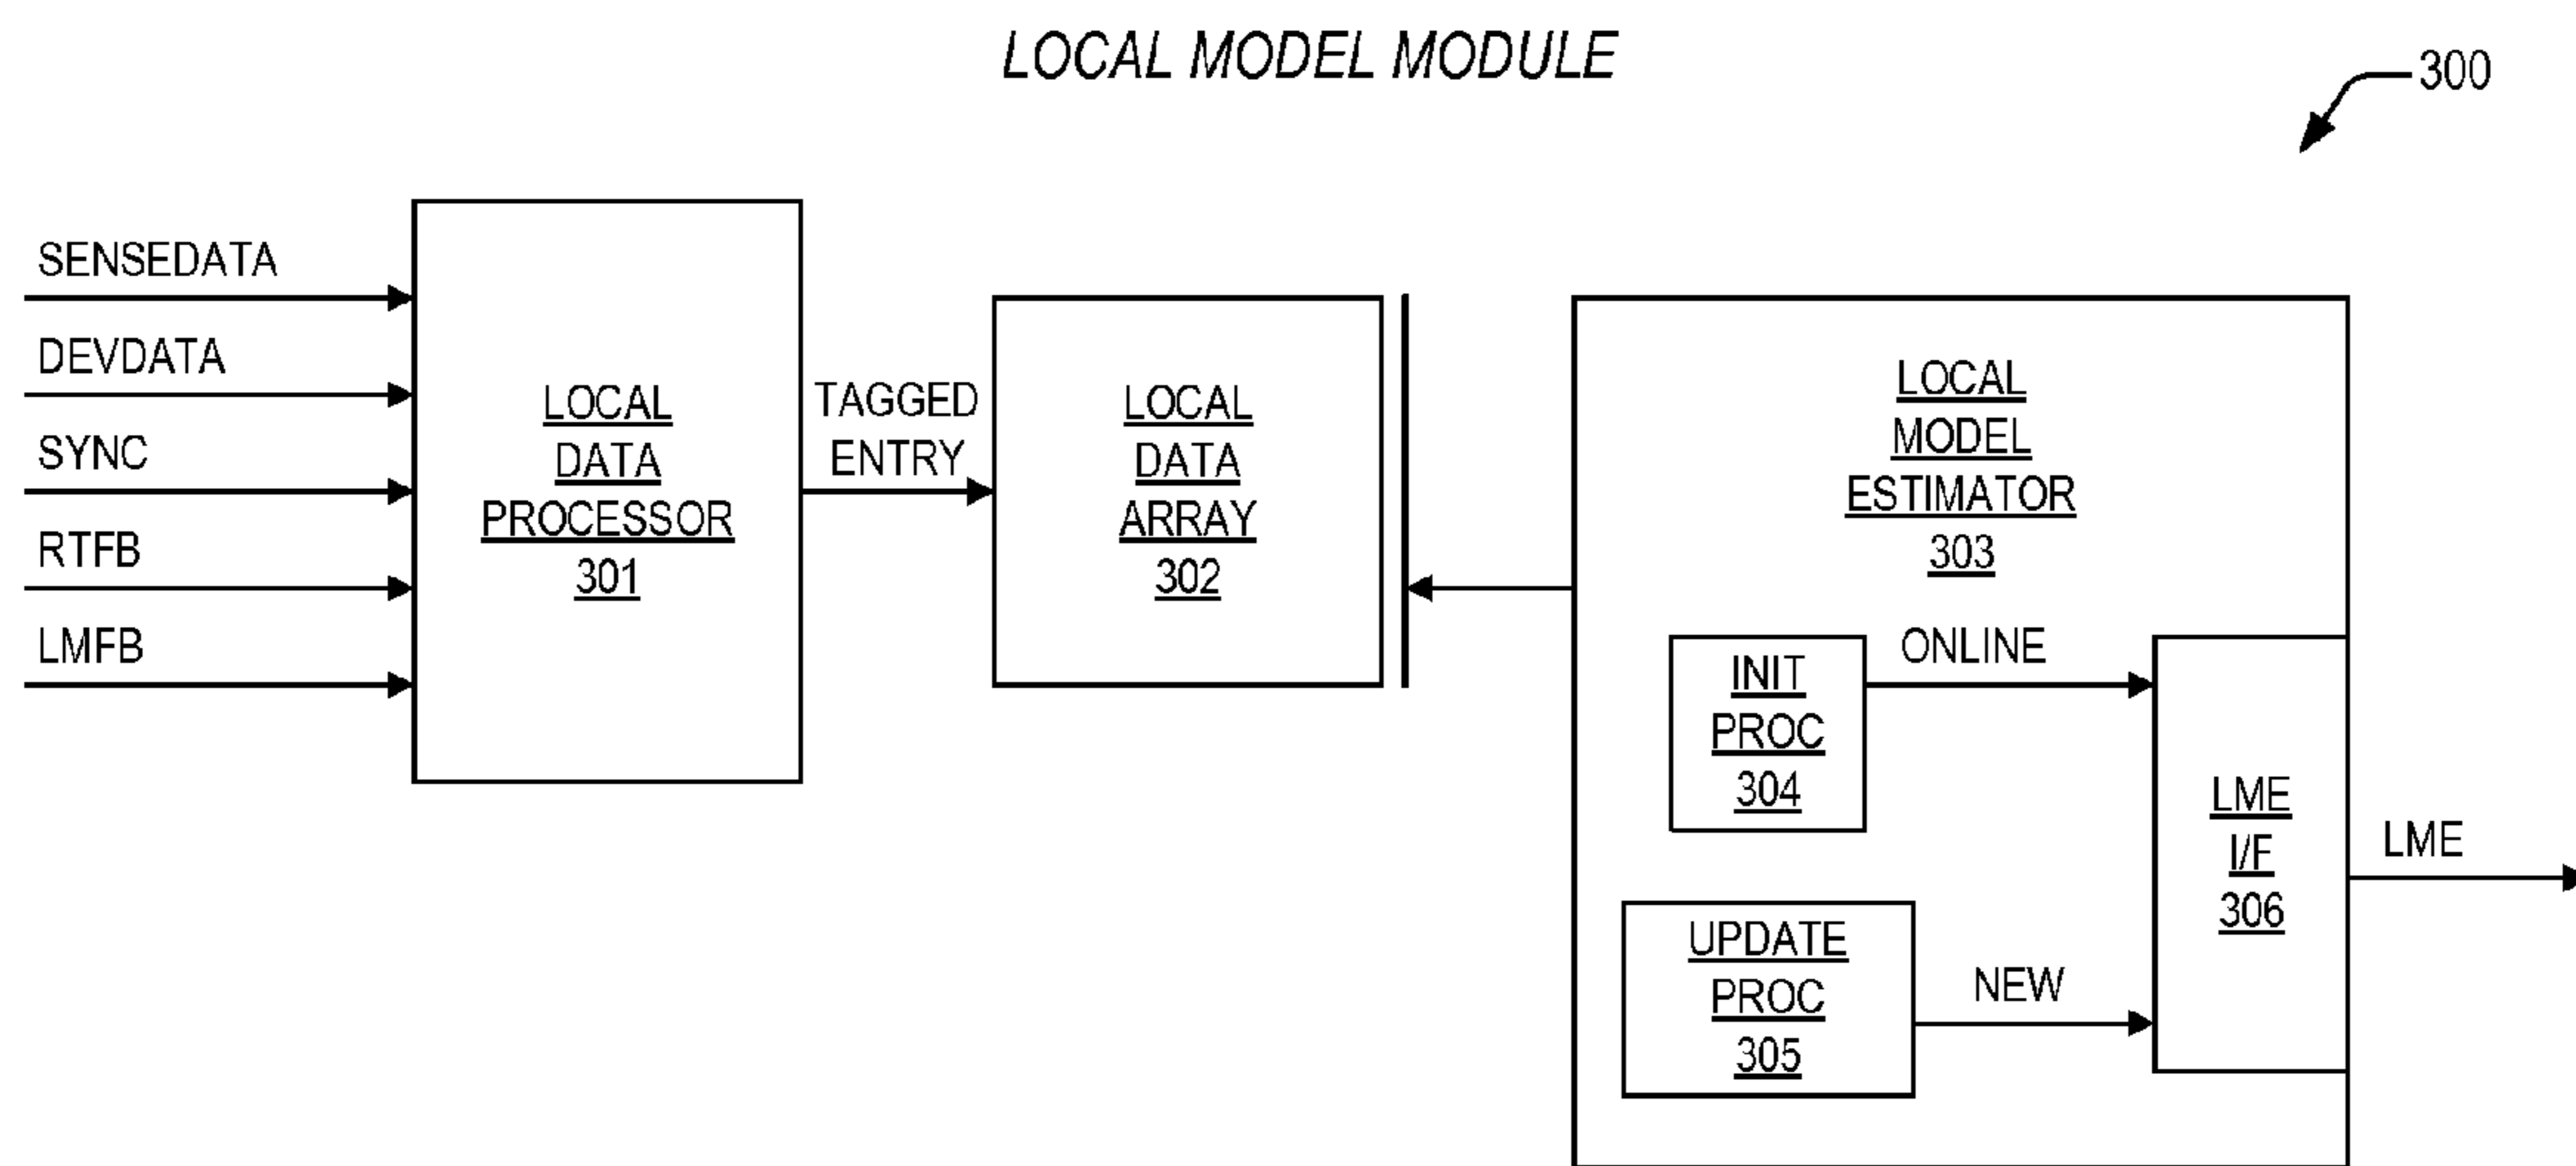 LOCAL MODEL MODULE
300
SENSEDATA
DEVDATA
SYNC
RTFB
LMFB
LOCAL
DATA
PROCESSOR
301
TAGGED
ENTRY
LOCAL
DATA
ARRAY
302
LOCAL
MODEL
ESTIMATOR
303
INIT
PROC
304
ONLINE
UPDATE
PROC
305
NEW
LME
I/F
306
LME